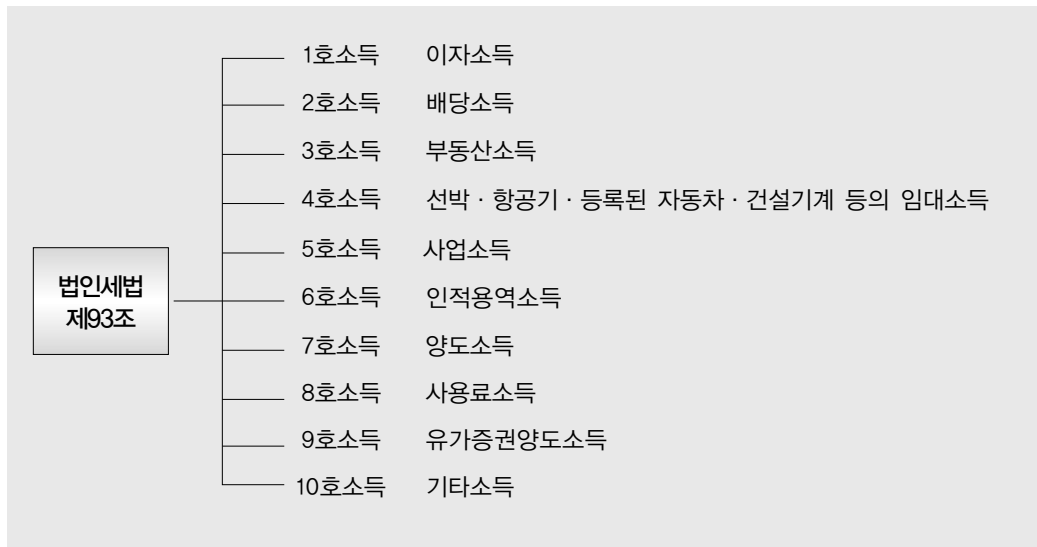 1호소득 이자소득
2호소득 배당소득
3호소득 부동산소득
4호소득 선박 · 항공기 · 등록된 자동차 · 건설기계 등의 임대소득
5호소득 사업소득
법인세법
제93조
6호소득 인적용역소득
7호소득 양도소득
8호소득 사용료소득
9호소득 유가증권양도소득
10호소득 기타소득